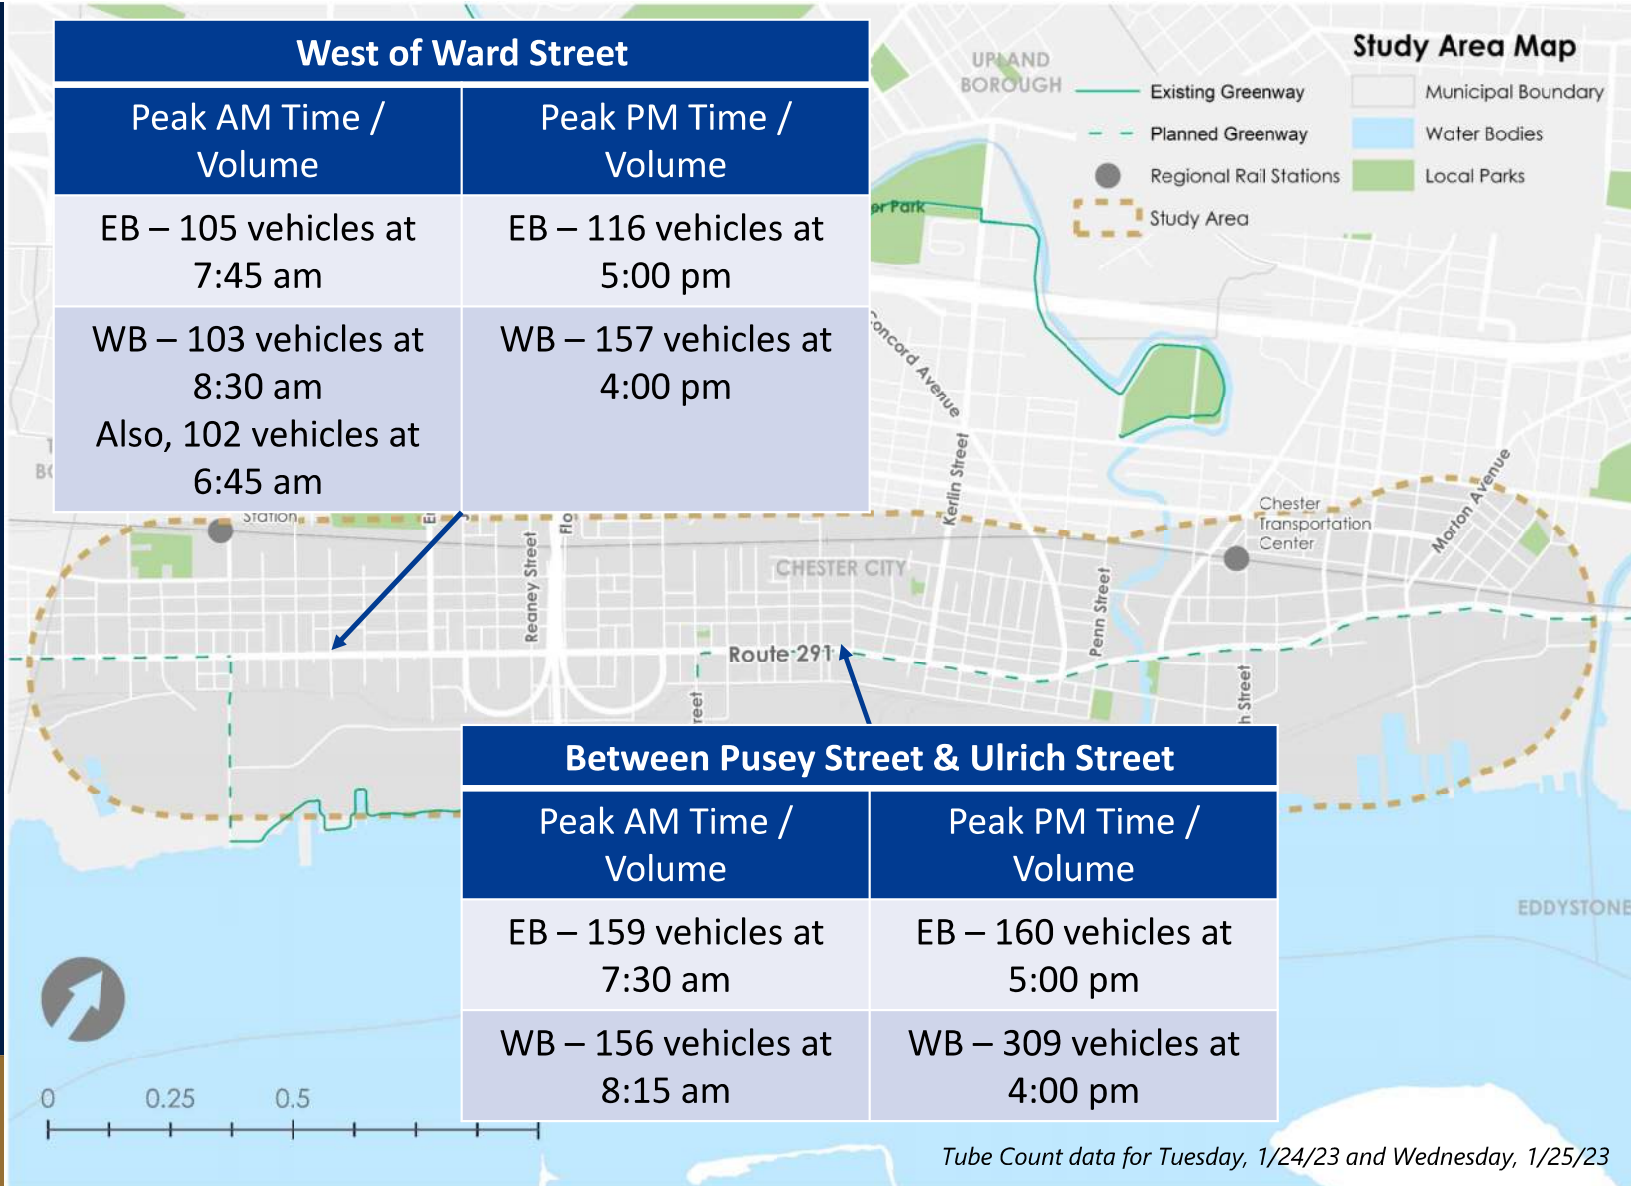 West of Ward Street
Peak AM Time /
Volume
Peak PM Time /
Volume
EB – 105 vehicles at
7:45 am
EB – 116 vehicles at
5:00 pm
WB – 103 vehicles at
8:30 am
Also, 102 vehicles at
6:45 am
WB – 157 vehicles at
4:00 pm
Study Area Map
Existing Greenway
Planned Greenway
Regional Rail Stations
Study Area
Municipal Boundary
Water Bodies
Local Parks
UPLAND
BOROUGH
Park
Concord Avenue
Kerlin Street
Morton Avenue
Chester
Transportation
Center
Station
Reaney Street
CHESTER CITY
Penn Street
Route 291
Street
Between Pusey Street & Ulrich Street
Peak AM Time /
Volume
Peak PM Time /
Volume
EB – 159 vehicles at
7:30 am
EB – 160 vehicles at
5:00 pm
WB – 156 vehicles at
8:15 am
WB – 309 vehicles at
4:00 pm
EDDYSTONE
0 0.25 0.5
Tube Count data for Tuesday, 1/24/23 and Wednesday, 1/25/23